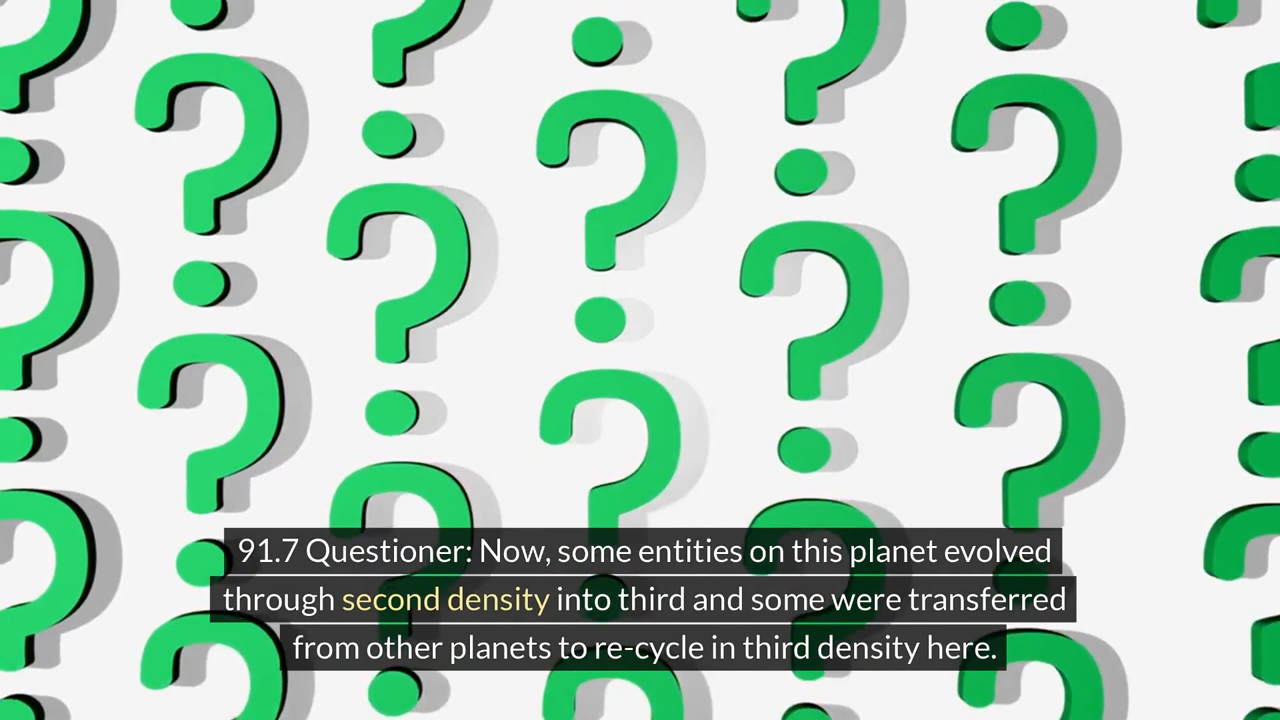 91.7 Questioner: Now, some entities on this planet evolved
through second density into third and some were transferred
from other planets to re-cycle in third density here.